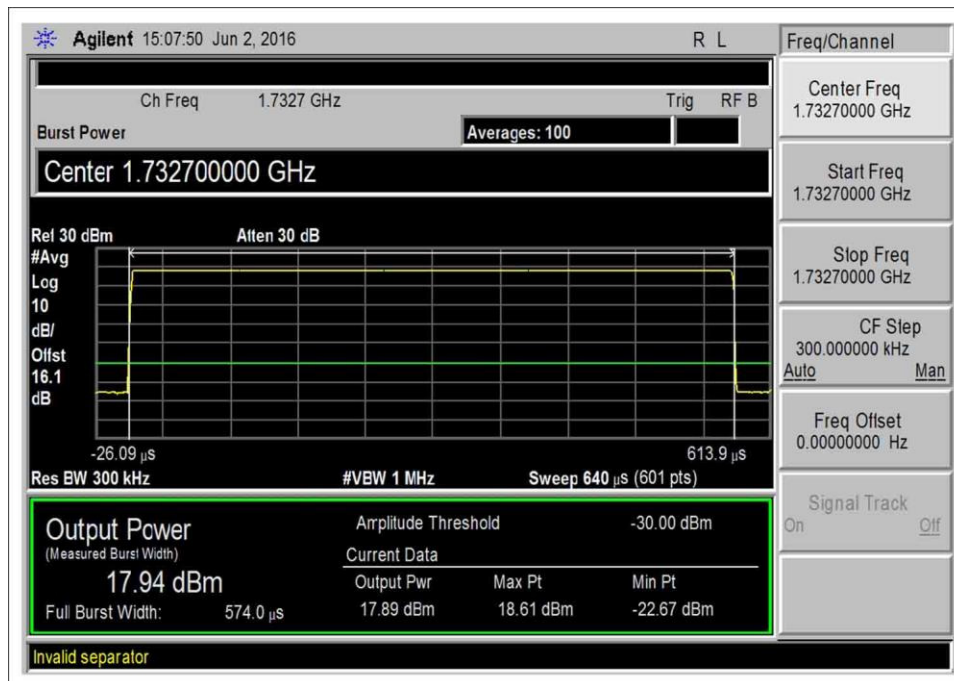 Agilent 15:07:50 Jun 2, 2016 R L
Freq/Channel
Ch Freq 1.7327 GHz Trig RF B
Burst Power Averages: 100
Center 1.732700000 GHz
Ref 30 dBm Atten 30 dB
#Avg
Log
10
dB/
Offst
16.1
dB
-26.09 µs 613.9 µs
Res BW 300 kHz #VBW 1 MHz Sweep 640 µs (601 pts)
Output Power
(Measured Burst Width)
17.94 dBm
Full Burst Width: 574.0 µs
Amplitude Threshold -30.00 dBm
Current Data
Output Pwr Max Pt Min Pt
17.89 dBm 18.61 dBm -22.67 dBm
Invalid separator
Center Freq
1.73270000 GHz
Start Freq
1.73270000 GHz
Stop Freq
1.73270000 GHz
CF Step
300.000000 kHz
Auto Man
Freq Offset
0.00000000 Hz
Signal Track
On Off